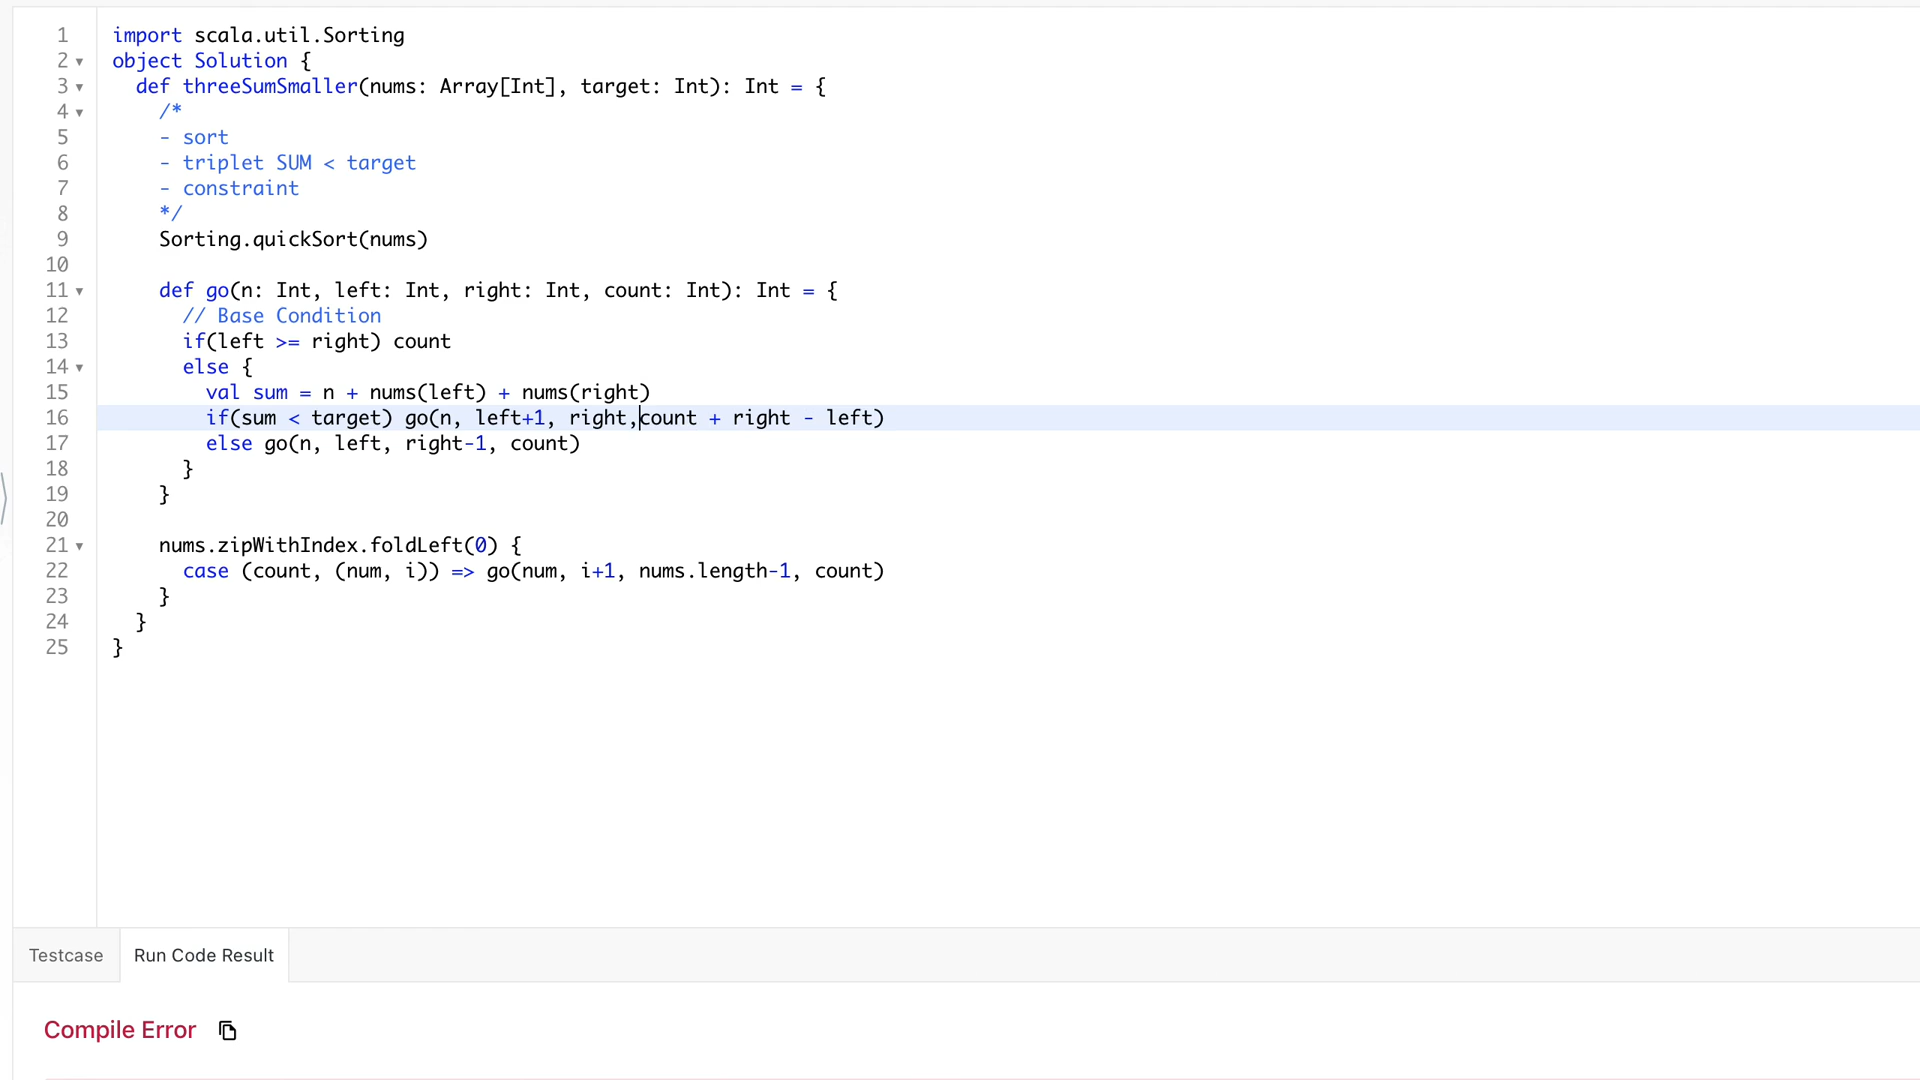 1 import scala.util.Sorting
2 object Solution {
3 def threeSumSmaller(nums: Array[Int], target: Int): Int = {
4 /*
5 - sort
6 - triplet SUM < target
7 - constraint
8 */
9 Sorting.quickSort(nums)
10
11 def go(n: Int, left: Int, right: Int, count: Int): Int = {
12 // Base Condition
13 if(left >= right) count
14 else {
15 val sum = n + nums(left) + nums(right)
16 if(sum < target) go(n, left+1, right,count + right - left)
17 else go(n, left, right-1, count)
18 }
19 }
20
21 nums.zipWithIndex.foldLeft(0) {
22 case (count, (num, i)) => go(num, i+1, nums.length-1, count)
23 }
24 }
25 }
Testcase Run Code Result
Compile Error